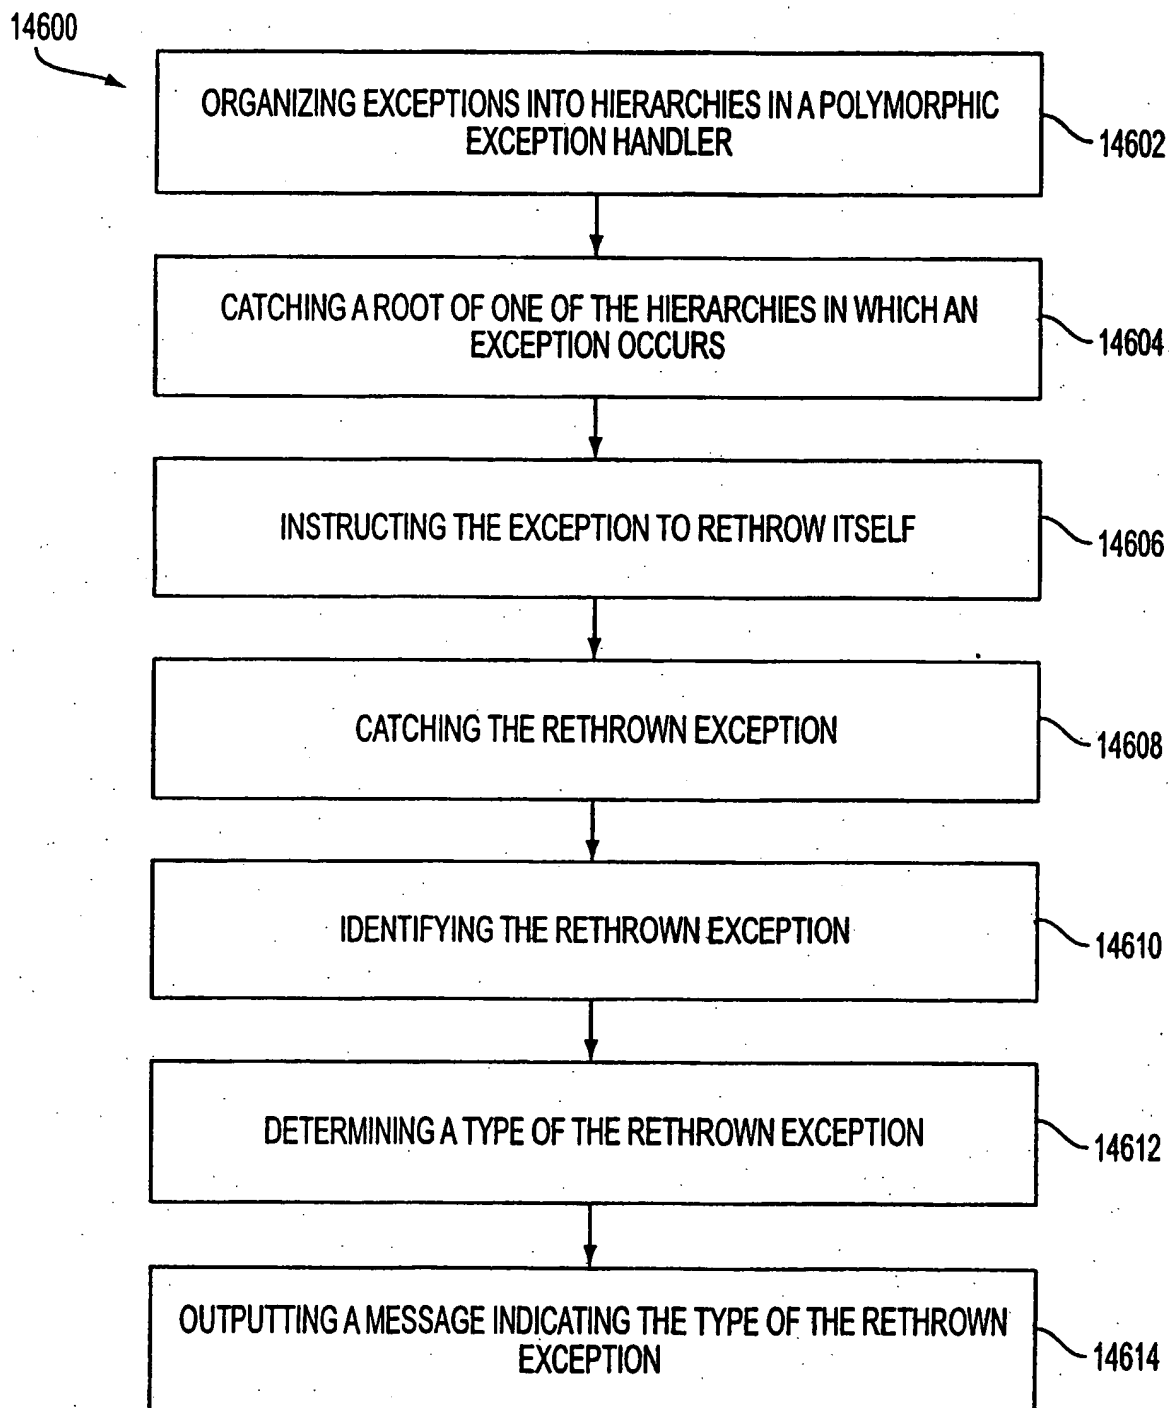 14600
ORGANIZING EXCEPTIONS INTO HIERARCHIES IN A POLYMORPHIC
EXCEPTION HANDLER
14602
CATCHING A ROOT OF ONE OF THE HIERARCHIES IN WHICH AN
EXCEPTION OCCURS
14604
INSTRUCTING THE EXCEPTION TO RETHROW ITSELF
14606
CATCHING THE RETHROWN EXCEPTION
14608
IDENTIFYING THE RETHROWN EXCEPTION
14610
DETERMINING A TYPE OF THE RETHROWN EXCEPTION
14612
OUTPUTTING A MESSAGE INDICATING THE TYPE OF THE RETHROWN
EXCEPTION
14614